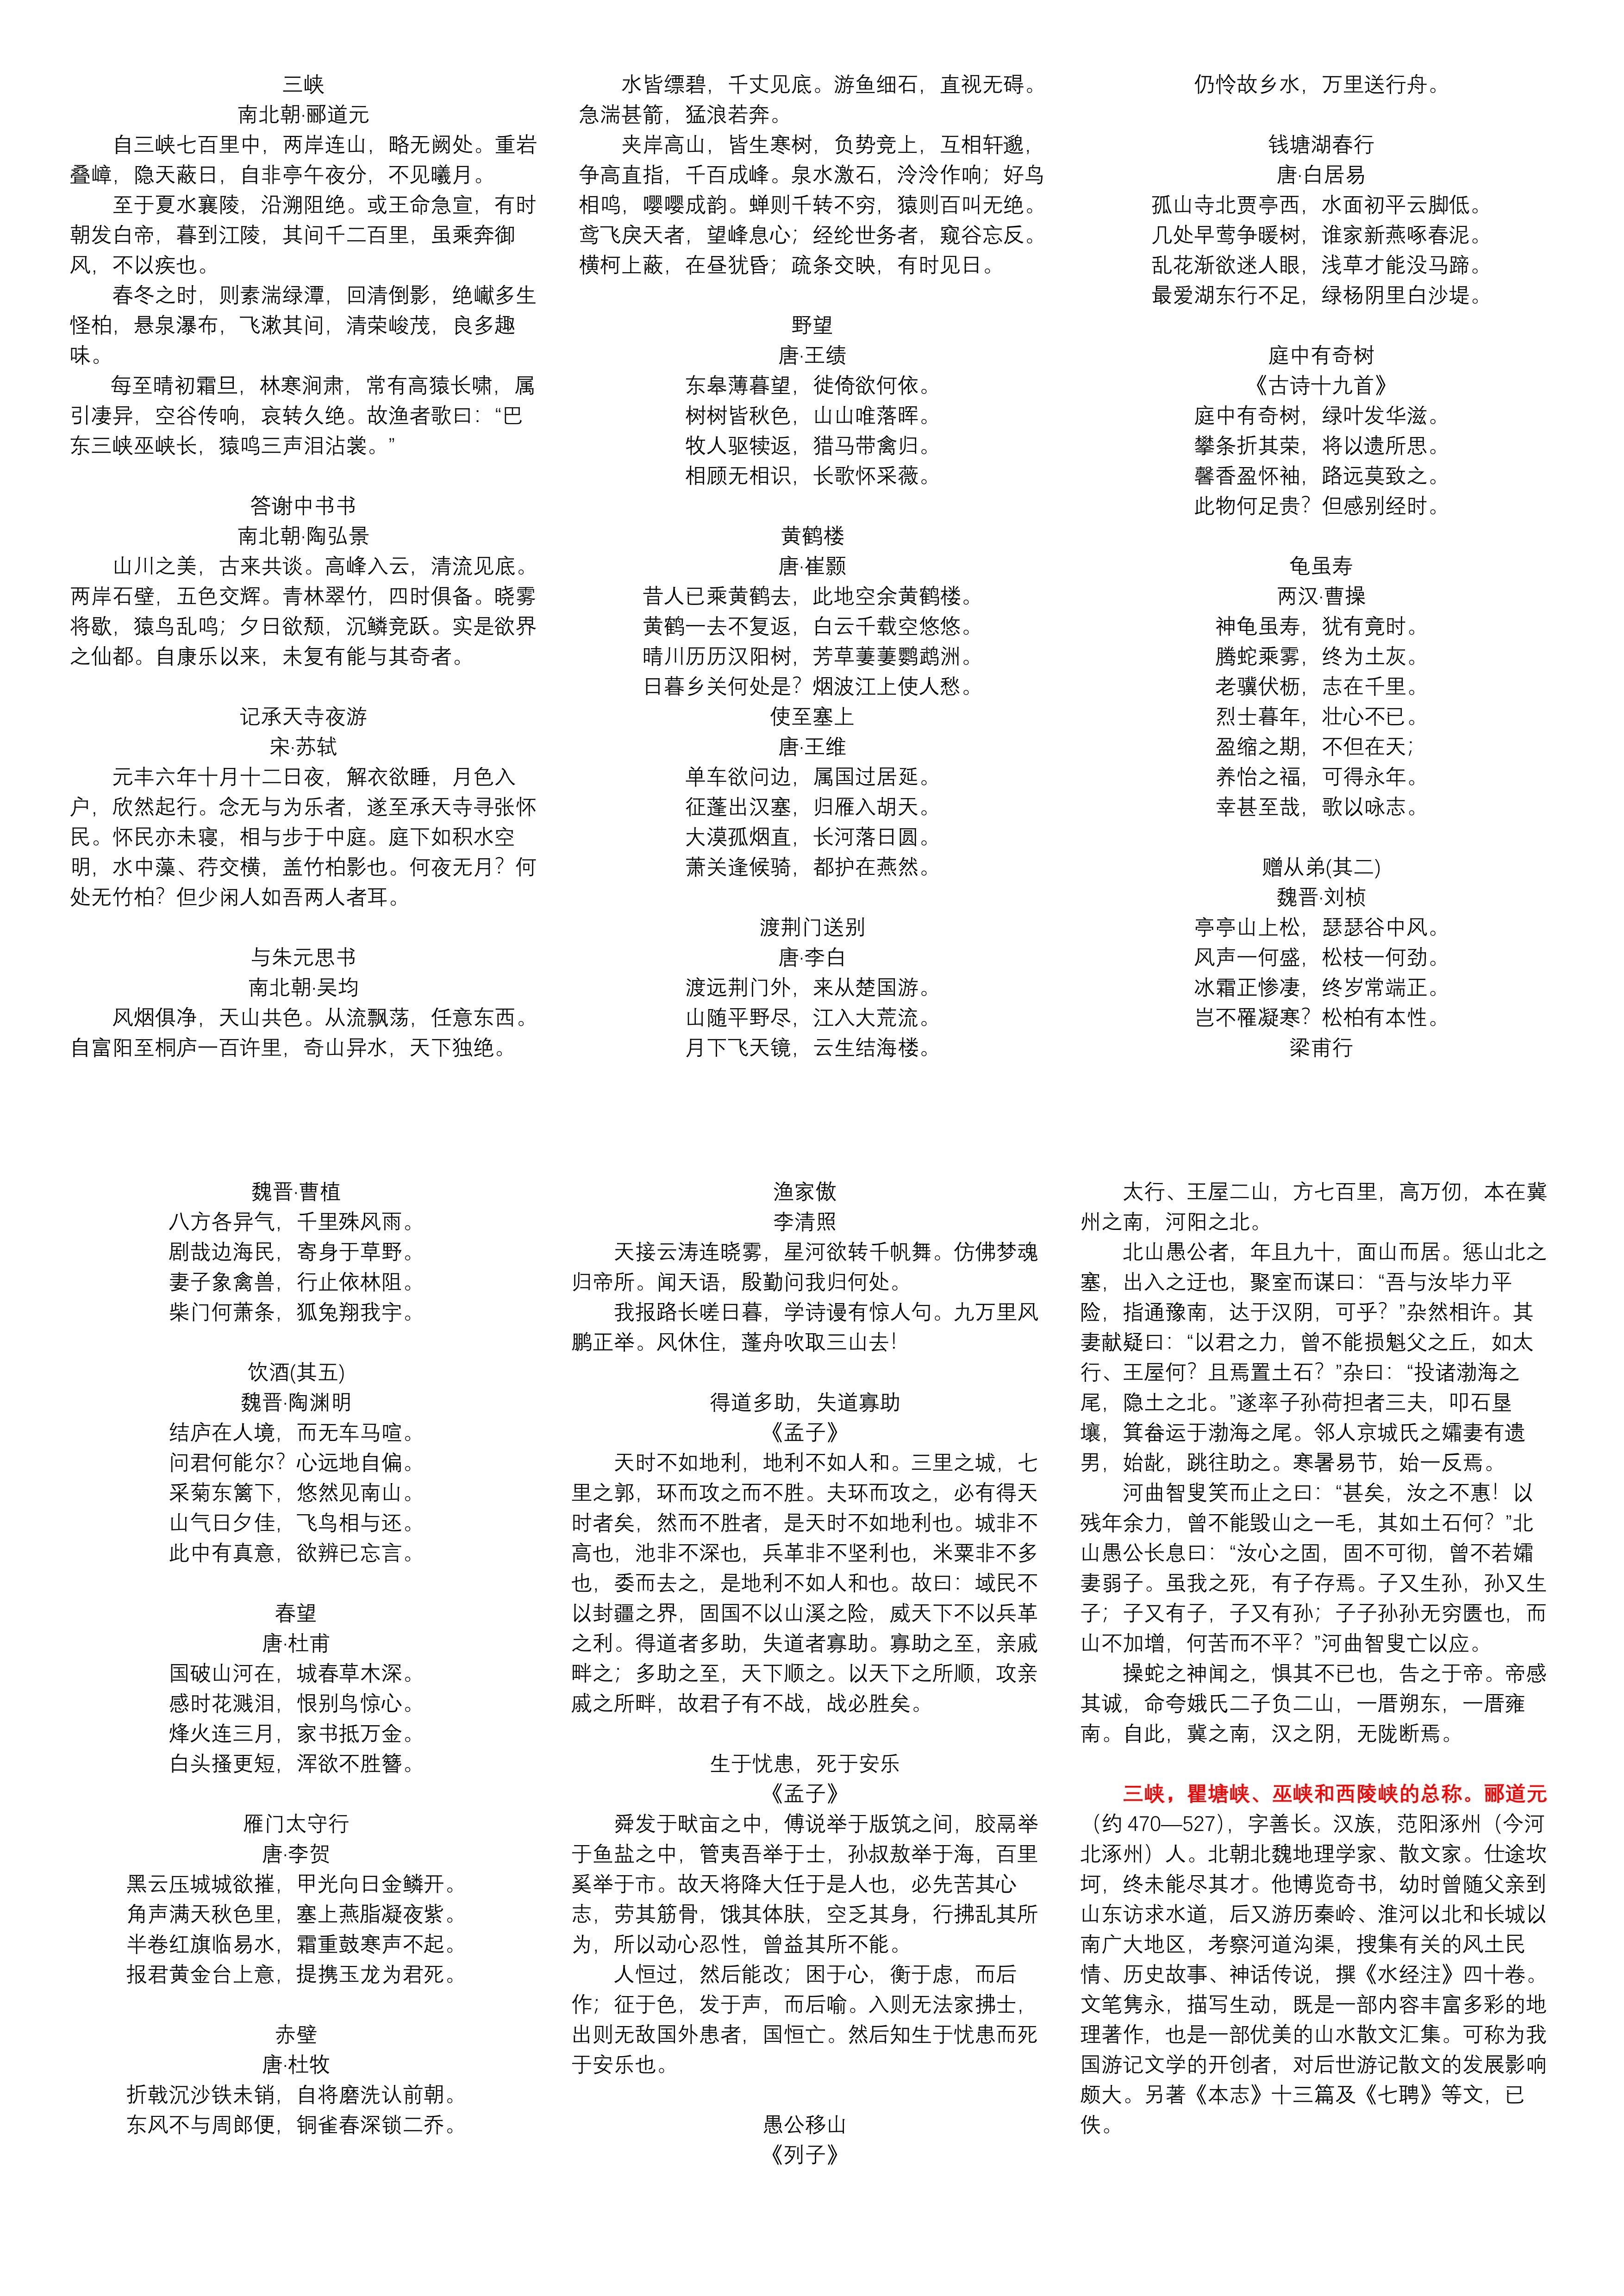 三峡
南北朝·郦道元
自三峡七百里中，两岸连山，略无阙处。重岩
叠嶂，隐天蔽日，自非亭午夜分，不见曦月。
至于夏水襄陵，沿溯阻绝。或王命急宣，有时
朝发白帝，暮到江陵，其间千二百里，虽乘奔御
风，不以疾也。
春冬之时，则素湍绿潭，回清倒影，绝巘多生
怪柏，悬泉瀑布，飞漱其间，清荣峻茂，良多趣
味。
每至晴初霜旦，林寒涧肃，常有高猿长啸，属
引凄异，空谷传响，哀转久绝。故渔者歌曰：“巴
东三峡巫峡长，猿鸣三声泪沾裳。”
答谢中书书
南北朝·陶弘景
山川之美，古来共谈。高峰入云，清流见底。
两岸石壁，五色交辉。青林翠竹，四时俱备。晓雾
将歇，猿鸟乱鸣；夕日欲颓，沉鳞竞跃。实是欲界
之仙都。自康乐以来，未复有能与其奇者。
记承天寺夜游
宋·苏轼
元丰六年十月十二日夜，解衣欲睡，月色入
户，欣然起行。念无与为乐者，遂至承天寺寻张怀
民。怀民亦未寝，相与步于中庭。庭下如积水空
明，水中藻、荇交横，盖竹柏影也。何夜无月？何
处无竹柏？但少闲人如吾两人者耳。
与朱元思书
南北朝·吴均
风烟俱净，天山共色。从流飘荡，任意东西。
自富阳至桐庐一百许里，奇山异水，天下独绝。
水皆缥碧，千丈见底。游鱼细石，直视无碍。
急湍甚箭，猛浪若奔。
夹岸高山，皆生寒树，负势竞上，互相轩邈，
争高直指，千百成峰。泉水激石，泠泠作响；好鸟
相鸣，嘤嘤成韵。蝉则千转不穷，猿则百叫无绝。
鸢飞戾天者，望峰息心；经纶世务者，窥谷忘反。
横柯上蔽，在昼犹昏；疏条交映，有时见日。
野望
唐·王绩
东皋薄暮望，徙倚欲何依。
树树皆秋色，山山唯落晖。
牧人驱犊返，猎马带禽归。
相顾无相识，长歌怀采薇。
黄鹤楼
唐·崔颢
昔人已乘黄鹤去，此地空余黄鹤楼。
黄鹤一去不复返，白云千载空悠悠。
晴川历历汉阳树，芳草萋萋鹦鹉洲。
日暮乡关何处是？烟波江上使人愁。
使至塞上
唐·王维
单车欲问边，属国过居延。
征蓬出汉塞，归雁入胡天。
大漠孤烟直，长河落日圆。
萧关逢候骑，都护在燕然。
渡荆门送别
唐·李白
渡远荆门外，来从楚国游。
山随平野尽，江入大荒流。
月下飞天镜，云生结海楼。
仍怜故乡水，万里送行舟。
钱塘湖春行
唐·白居易
孤山寺北贾亭西，水面初平云脚低。
几处早莺争暖树，谁家新燕啄春泥。
乱花渐欲迷人眼，浅草才能没马蹄。
最爱湖东行不足，绿杨阴里白沙堤。
庭中有奇树
《古诗十九首》
庭中有奇树，绿叶发华滋。
攀条折其荣，将以遗所思。
馨香盈怀袖，路远莫致之。
此物何足贵？但感别经时。
龟虽寿
两汉·曹操
神龟虽寿，犹有竟时。
腾蛇乘雾，终为土灰。
老骥伏枥，志在千里。
烈士暮年，壮心不已。
盈缩之期，不但在天；
养怡之福，可得永年。
幸甚至哉，歌以咏志。
赠从弟(其二)
魏晋·刘桢
亭亭山上松，瑟瑟谷中风。
风声一何盛，松枝一何劲。
冰霜正惨凄，终岁常端正。
岂不罹凝寒？松柏有本性。
梁甫行
魏晋·曹植
八方各异气，千里殊风雨。
剧哉边海民，寄身于草野。
妻子象禽兽，行止依林阻。
柴门何萧条，狐兔翔我宇。
饮酒(其五)
魏晋·陶渊明
结庐在人境，而无车马喧。
问君何能尔？心远地自偏。
采菊东篱下，悠然见南山。
山气日夕佳，飞鸟相与还。
此中有真意，欲辨已忘言。
春望
唐·杜甫
国破山河在，城春草木深。
感时花溅泪，恨别鸟惊心。
烽火连三月，家书抵万金。
白头搔更短，浑欲不胜簪。
雁门太守行
唐·李贺
黑云压城城欲摧，甲光向日金鳞开。
角声满天秋色里，塞上燕脂凝夜紫。
半卷红旗临易水，霜重鼓寒声不起。
报君黄金台上意，提携玉龙为君死。
赤壁
唐·杜牧
折戟沉沙铁未销，自将磨洗认前朝。
东风不与周郎便，铜雀春深锁二乔。
渔家傲
李清照
天接云涛连晓雾，星河欲转千帆舞。仿佛梦魂
归帝所。闻天语，殷勤问我归何处。
我报路长嗟日暮，学诗谩有惊人句。九万里风
鹏正举。风休住，蓬舟吹取三山去！
得道多助，失道寡助
《孟子》
天时不如地利，地利不如人和。三里之城，七
里之郭，环而攻之而不胜。夫环而攻之，必有得天
时者矣，然而不胜者，是天时不如地利也。城非不
高也，池非不深也，兵革非不坚利也，米粟非不多
也，委而去之，是地利不如人和也。故曰：域民不
以封疆之界，固国不以山溪之险，威天下不以兵革
之利。得道者多助，失道者寡助。寡助之至，亲戚
畔之；多助之至，天下顺之。以天下之所顺，攻亲
戚之所畔，故君子有不战，战必胜矣。
生于忧患，死于安乐
《孟子》
舜发于畎亩之中，傅说举于版筑之间，胶鬲举
于鱼盐之中，管夷吾举于士，孙叔敖举于海，百里
奚举于市。故天将降大任于是人也，必先苦其心
志，劳其筋骨，饿其体肤，空乏其身，行拂乱其所
为，所以动心忍性，曾益其所不能。
人恒过，然后能改；困于心，衡于虑，而后
作；征于色，发于声，而后喻。入则无法家拂士，
出则无敌国外患者，国恒亡。然后知生于忧患而死
于安乐也。
愚公移山
《列子》
太行、王屋二山，方七百里，高万仞，本在冀
州之南，河阳之北。
北山愚公者，年且九十，面山而居。惩山北之
塞，出入之迂也，聚室而谋曰：“吾与汝毕力平
险，指通豫南，达于汉阴，可乎？”杂然相许。其
妻献疑曰：“以君之力，曾不能损魁父之丘，如太
行、王屋何？且焉置土石？”杂曰：“投诸渤海之
尾，隐土之北。”遂率子孙荷担者三夫，叩石垦
壤，箕畚运于渤海之尾。邻人京城氏之孀妻有遗
男，始龀，跳往助之。寒暑易节，始一反焉。
河曲智叟笑而止之曰：“甚矣，汝之不惠！以
残年余力，曾不能毁山之一毛，其如土石何？”北
山愚公长息曰：“汝心之固，固不可彻，曾不若孀
妻弱子。虽我之死，有子存焉。子又生孙，孙又生
子；子又有子，子又有孙；子子孙孙无穷匮也，而
山不加增，何苦而不平？”河曲智叟亡以应。
操蛇之神闻之，惧其不已也，告之于帝。帝感
其诚，命夸娥氏二子负二山，一厝朔东，一厝雍
南。自此，冀之南，汉之阴，无陇断焉。
三峡，瞿塘峡、巫峡和西陵峡的总称。郦道元
（约 470—527），字善长。汉族，范阳涿州（今河
北涿州）人。北朝北魏地理学家、散文家。仕途坎
坷，终未能尽其才。他博览奇书，幼时曾随父亲到
山东访求水道，后又游历秦岭、淮河以北和长城以
南广大地区，考察河道沟渠，搜集有关的风土民
情、历史故事、神话传说，撰《水经注》四十卷。
文笔隽永，描写生动，既是一部内容丰富多彩的地
理著作，也是一部优美的山水散文汇集。可称为我
国游记文学的开创者，对后世游记散文的发展影响
颇大。另著《本志》十三篇及《七聘》等文，已
佚。